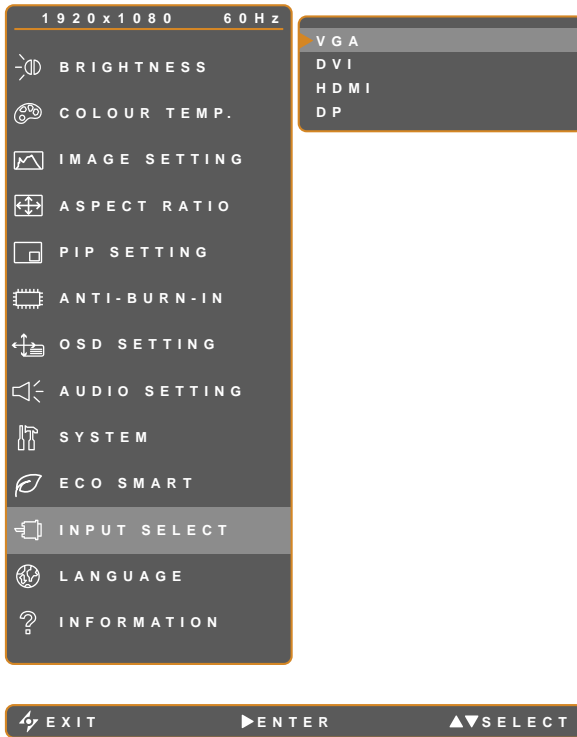 1920x1080 60Hz
BRIGHTNESS
COLOUR TEMP.
IMAGE SETTING
ASPECT RATIO
PIP SETTING
ANTI-BURN-IN
OSD SETTING
AUDIO SETTING
SYSTEM
ECO SMART
INPUT SELECT
LANGUAGE
INFORMATION
VGA
DVI
HDMI
DP
EXIT ENTER SELECT